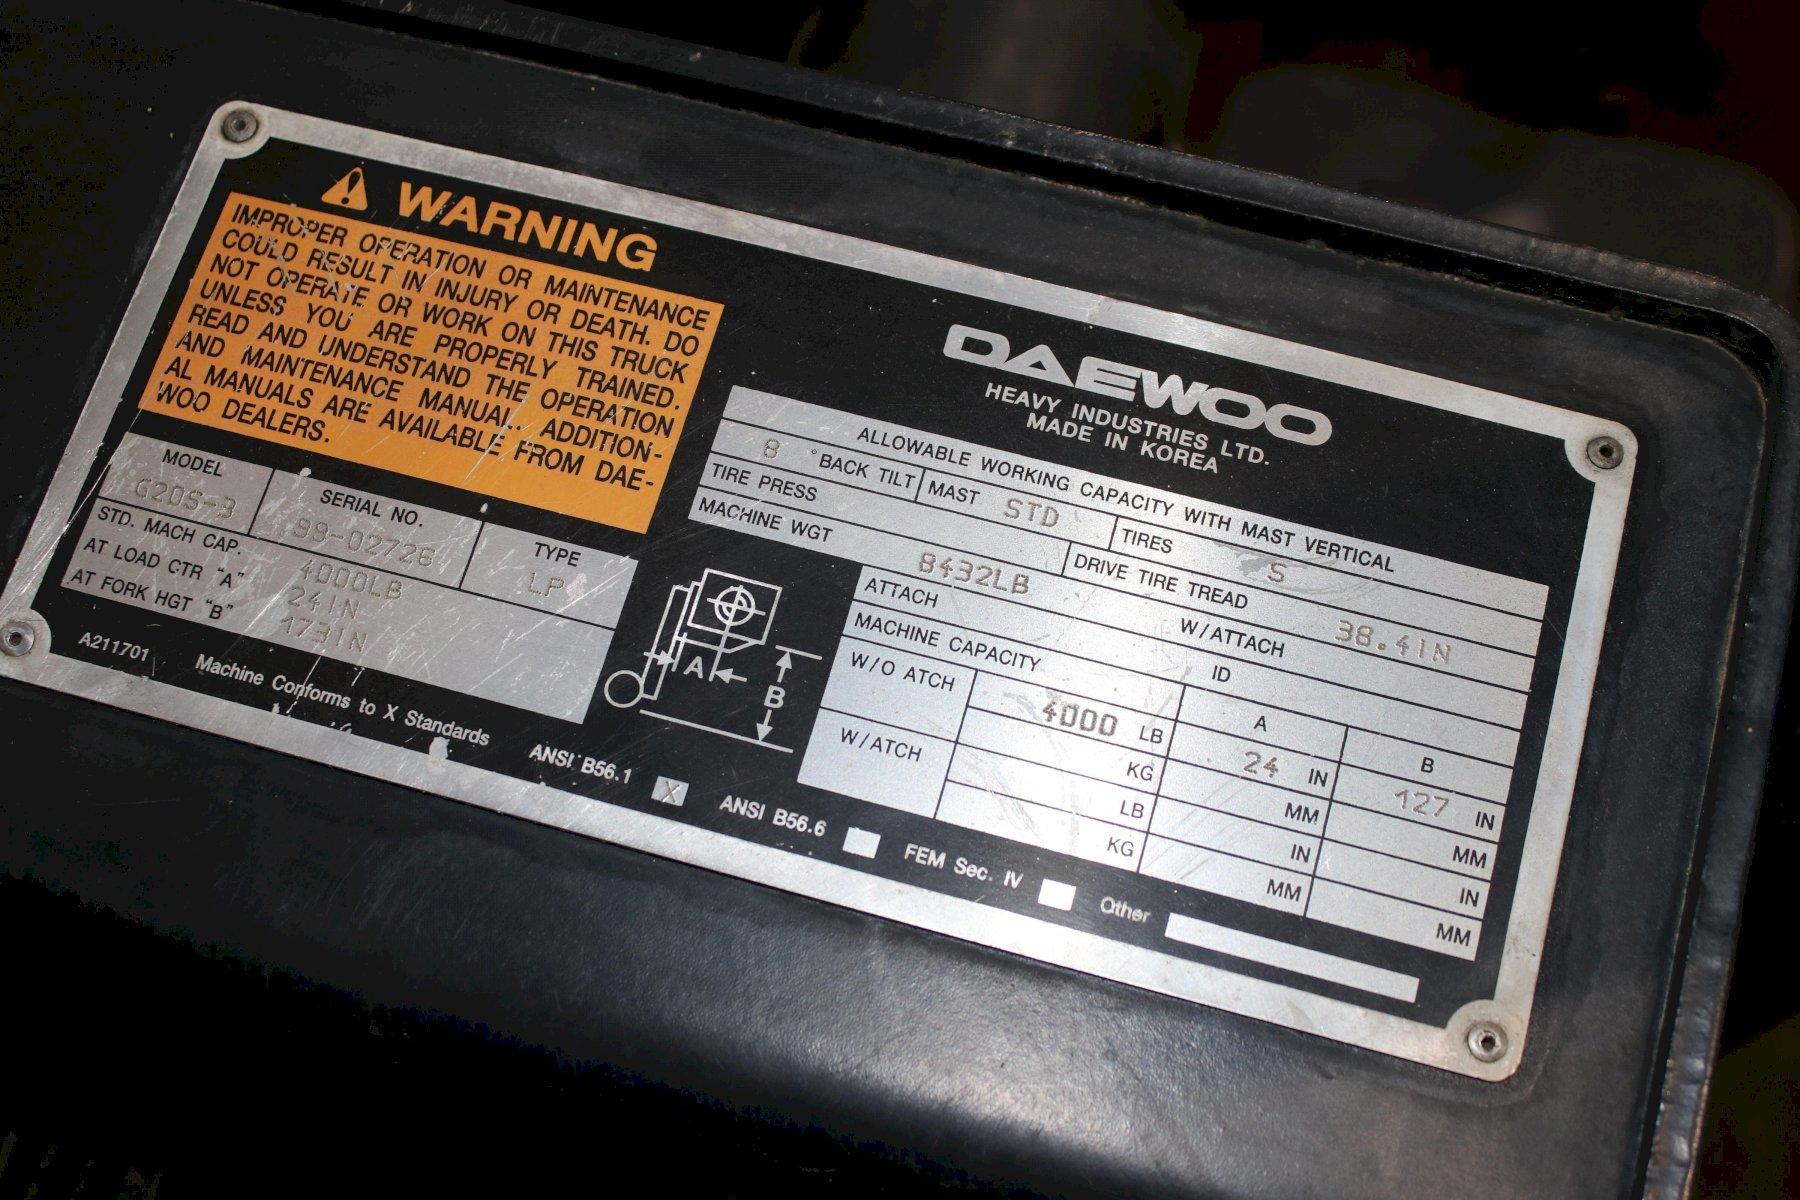 WARNING
IMPROPER OPERATION OR MAINTENANCE
COULD RESULT IN INJURY OR DEATH. DO
NOT OPERATE OR WORK ON THIS TRUCK
UNLESS YOU ARE PROPERLY TRAINED.
READ AND UNDERSTAND THE OPERATION
AND MAINTENANCE MANUAL. ADDITION-
AL MANUALS ARE AVAILABLE FROM DAE-
WOO DEALERS.
MODEL G20S-3
SERIAL NO. 99-02726
TYPE LP
STD. MACH CAP. 4000LB
AT LOAD CTR "A" 24IN
AT FORK HGT "B" 173IN
A211701
Machine Conforms to X Standards
ANSI B56.1 X
ANSI B56.6
FEM Sec. IV
Other
A
B
DAEWOO
HEAVY INDUSTRIES LTD.
MADE IN KOREA
ALLOWABLE WORKING CAPACITY WITH MAST VERTICAL
8 °BACK TILT MAST STD TIRES S
TIRE PRESS DRIVE TIRE TREAD 38.4IN
MACHINE WGT 8432LB W/ATTACH
ATTACH ID
MACHINE CAPACITY A B
W/O ATCH 4000 LB 24 IN 127 IN
KG MM MM
W/ATCH LB IN IN
KG MM MM